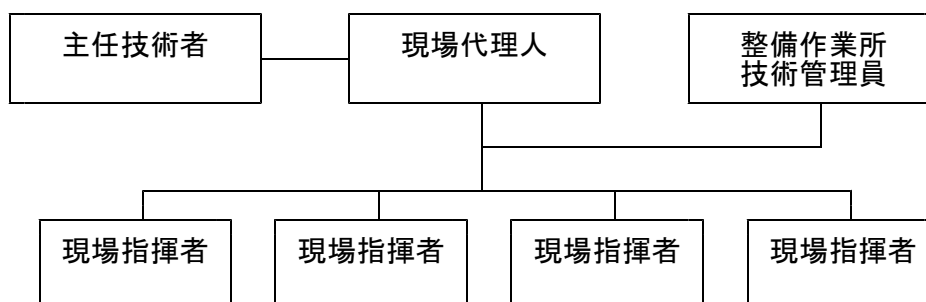 主任技術者
現場代理人
整備作業所
技術管理員
現場指揮者
現場指揮者
現場指揮者
現場指揮者